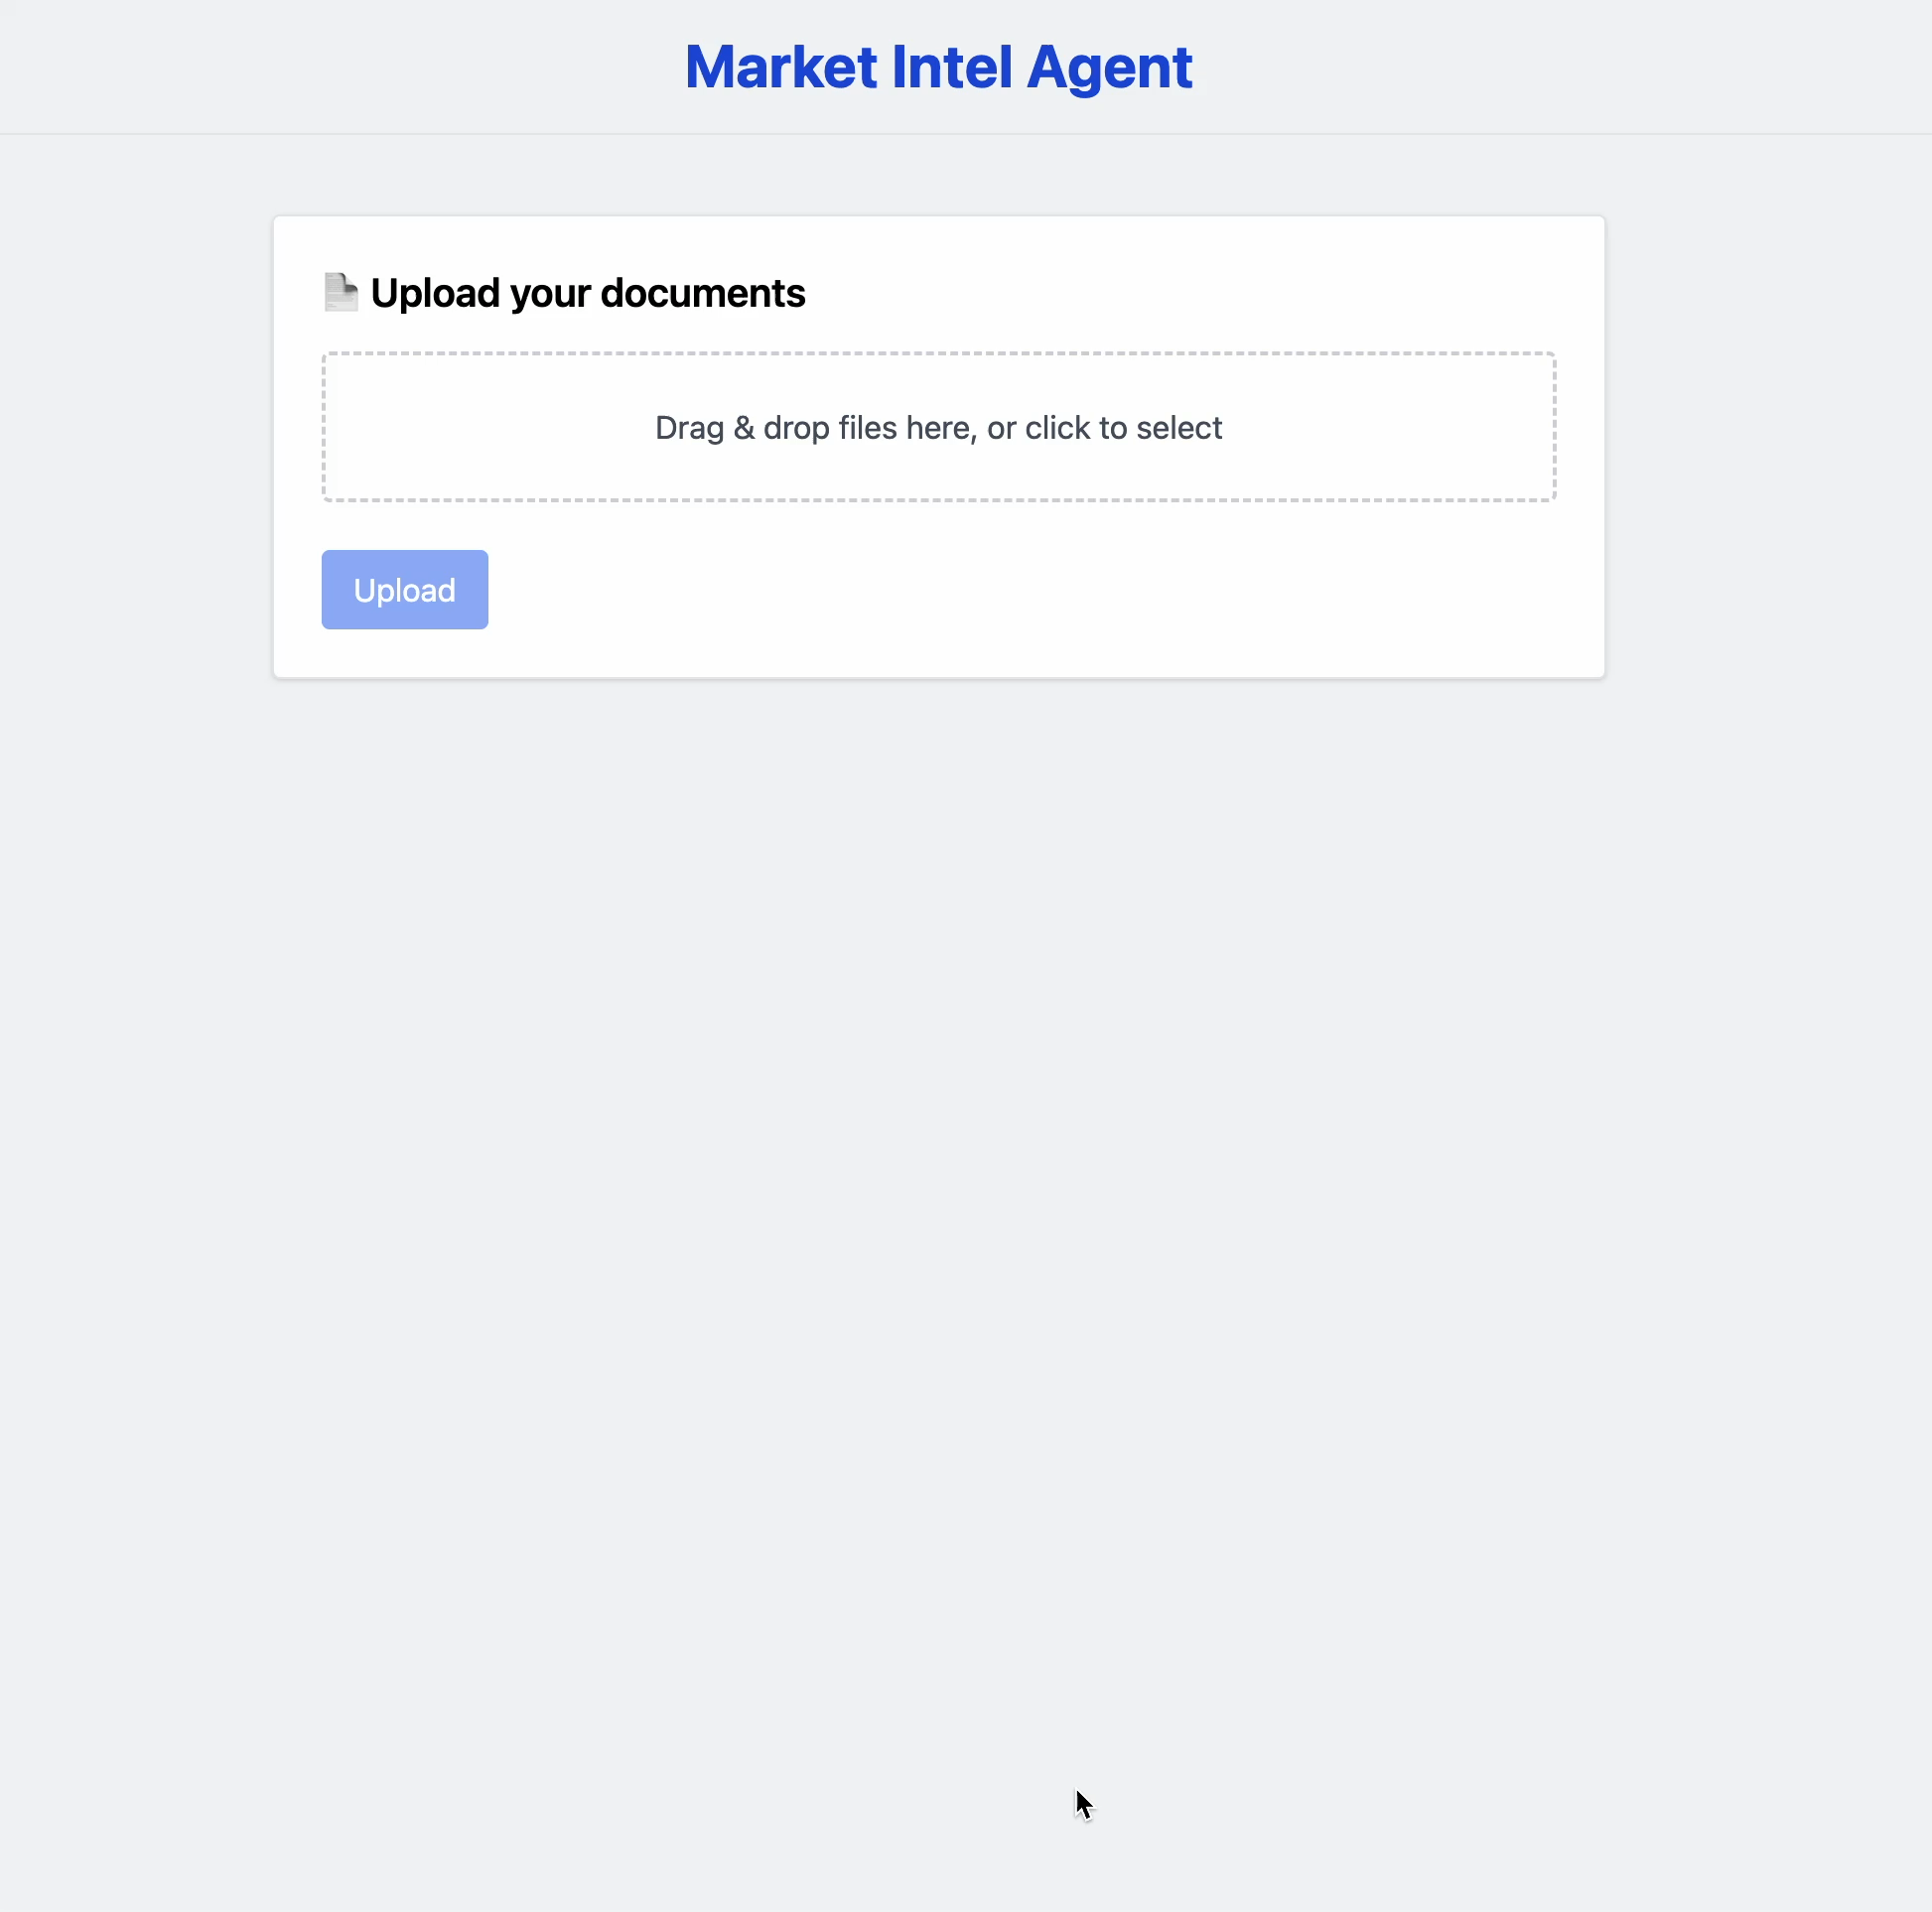 Market Intel Agent
Upload your documents
Drag & drop files here, or click to select
Upload